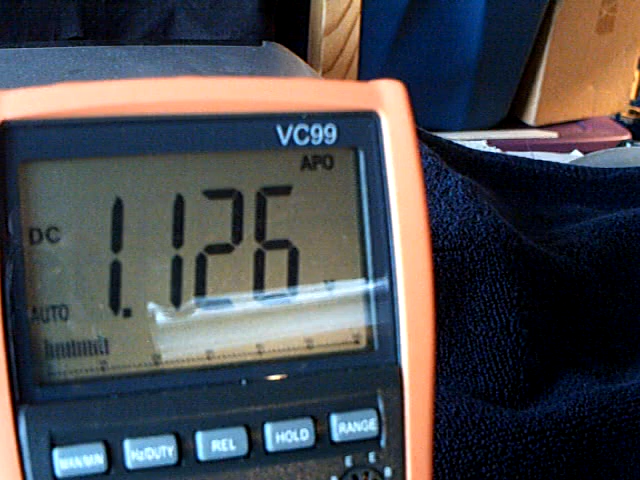 VC99
APO
DC 1.126 V
AUTO
MAX/MIN Hz/DUTY REL HOLD RANGE
E E